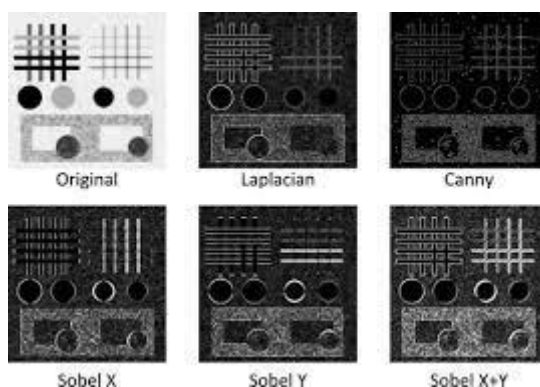 Original
Laplacian
Canny
Sobel X
Sobel Y
Sobel X+Y